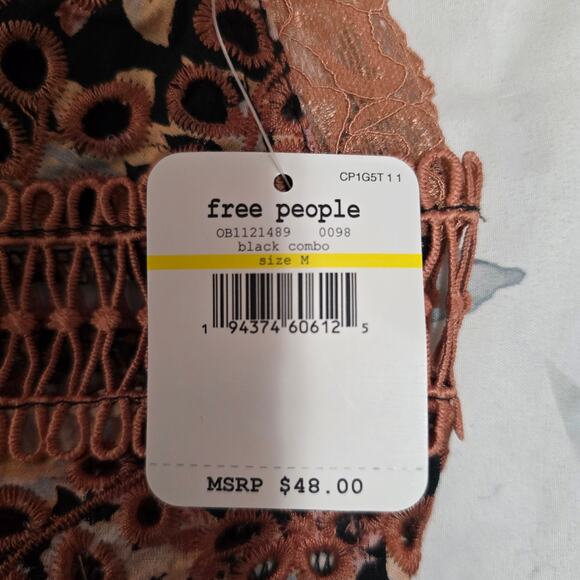 CP1G5T 1 1
free people
OB1121489 0098
black combo
size M
1 94374 60612 5
MSRP $48.00